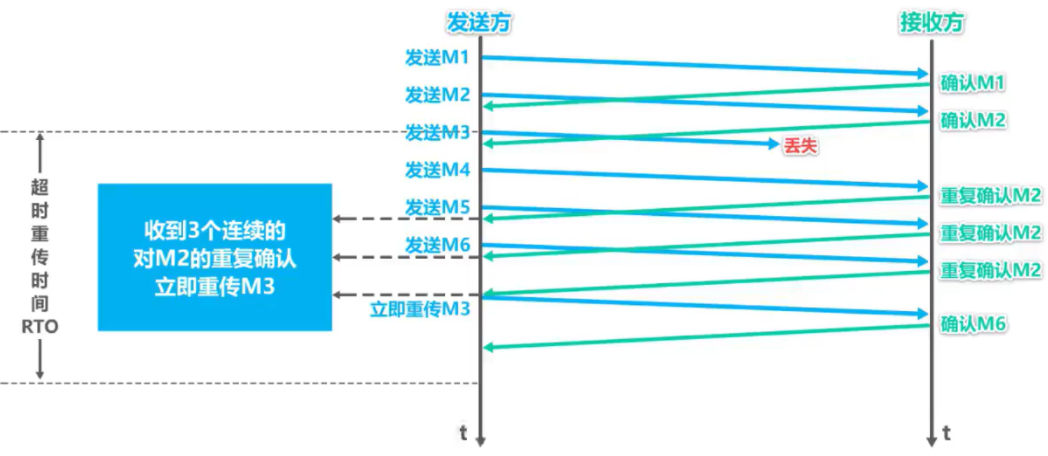 发送方
接收方
发送M1
确认M1
发送M2
确认M2
发送M3
丢失
发送M4
重复确认M2
发送M5
重复确认M2
发送M6
重复确认M2
立即重传M3
确认M6
超
时
重
传
时
间
RTO
收到3个连续的
对M2的重复确认
立即重传M3
t
t